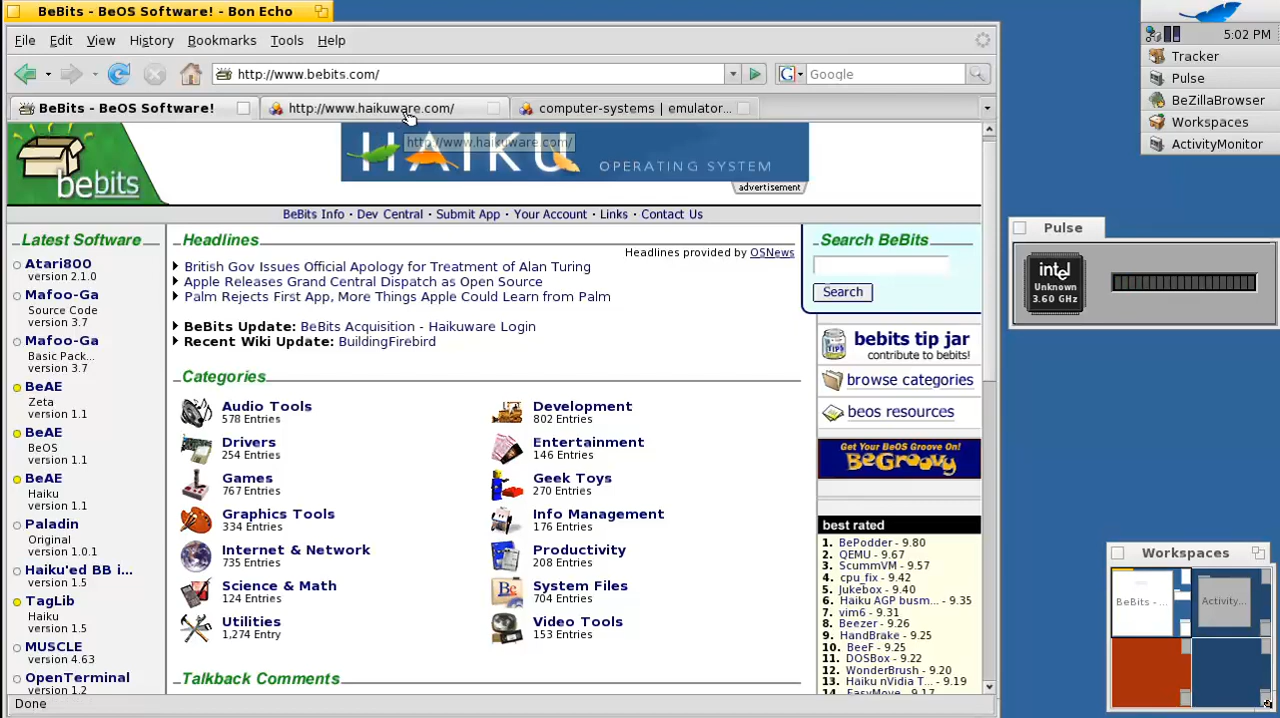 BeBits - BeOS Software! - Bon Echo
File Edit View History Bookmarks Tools Help
http://www.bebits.com/
Google
BeBits - BeOS Software!
http://www.haikuware.com/
computer-systems | emulator...
bebits
HAIKU OPERATING SYSTEM
http://www.haikuware.com/
advertisement
BeBits Info · Dev Central · Submit App · Your Account · Links · Contact Us
Latest Software
Atari800
version 2.1.0
Mafoo-Ga
Source Code
version 3.7
Mafoo-Ga
Basic Pack...
version 3.7
BeAE
Zeta
version 1.1
BeAE
BeOS
version 1.1
BeAE
Haiku
version 1.1
Paladin
Original
version 1.0.1
Haiku'ed BB i...
version 1.5
TagLib
Haiku
version 1.5
MUSCLE
version 4.63
OpenTerminal
version 1.2
Headlines
Headlines provided by OSNews
British Gov Issues Official Apology for Treatment of Alan Turing
Apple Releases Grand Central Dispatch as Open Source
Palm Rejects First App, More Things Apple Could Learn from Palm
BeBits Update: BeBits Acquisition - Haikuware Login
Recent Wiki Update: BuildingFirebird
Categories
Audio Tools
578 Entries
Drivers
254 Entries
Games
767 Entries
Graphics Tools
334 Entries
Internet & Network
735 Entries
Science & Math
124 Entries
Utilities
1,274 Entry
Development
802 Entries
Entertainment
146 Entries
Geek Toys
270 Entries
Info Management
176 Entries
Productivity
208 Entries
System Files
704 Entries
Video Tools
153 Entries
Talkback Comments
Search BeBits
Search
TIPS
bebits tip jar
contribute to bebits!
browse categories
beos resources
Get Your BeOS Groove On!
BeGroovy
best rated
1. BePodder - 9.80
2. QEMU - 9.67
3. ScummVM - 9.57
4. cpu_fix - 9.42
5. Jukebox - 9.40
6. Haiku AGP busm... - 9.35
7. vim6 - 9.31
8. Beezer - 9.26
9. HandBrake - 9.25
10. BeeF - 9.25
11. DOSBox - 9.22
12. WonderBrush - 9.20
13. Haiku nVidia T... - 9.19
14. EasyMove - 9.17
Done
5:02 PM
Tracker
Pulse
BeZillaBrowser
Workspaces
ActivityMonitor
Pulse
intel
Unknown
3.60 GHz
Workspaces
BeBits - ...
Activity...